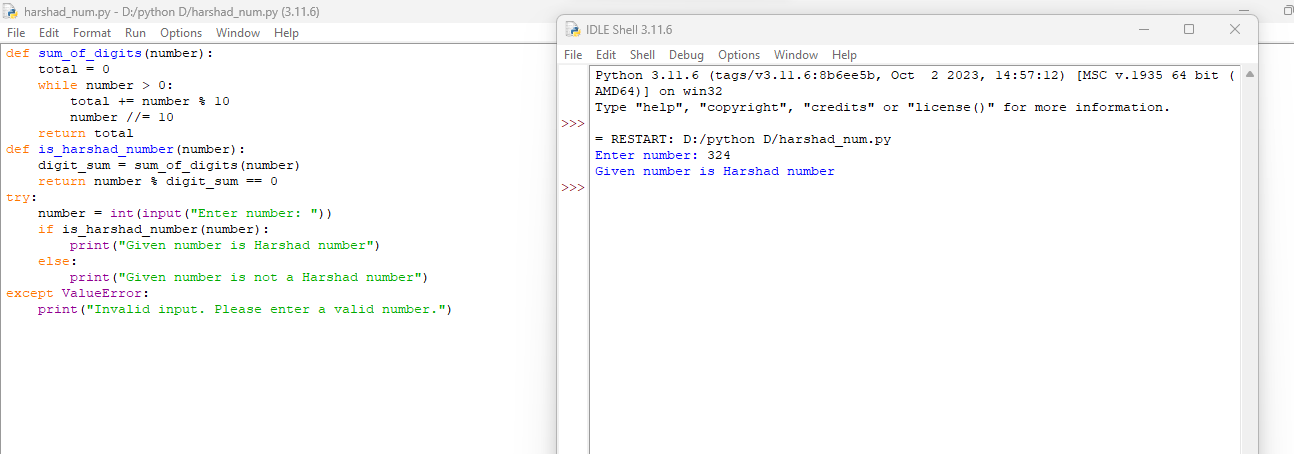 harshad_num.py - D:/python D/harshad_num.py (3.11.6)
File Edit Format Run Options Window Help
def sum_of_digits(number):
    total = 0
    while number > 0:
        total += number % 10
        number //= 10
    return total
def is_harshad_number(number):
    digit_sum = sum_of_digits(number)
    return number % digit_sum == 0
try:
    number = int(input("Enter number: "))
    if is_harshad_number(number):
        print("Given number is Harshad number")
    else:
        print("Given number is not a Harshad number")
except ValueError:
    print("Invalid input. Please enter a valid number.")
IDLE Shell 3.11.6
File Edit Shell Debug Options Window Help
Python 3.11.6 (tags/v3.11.6:8b6ee5b, Oct  2 2023, 14:57:12) [MSC v.1935 64 bit (
AMD64)] on win32
Type "help", "copyright", "credits" or "license()" for more information.
>>>
= RESTART: D:/python D/harshad_num.py
Enter number: 324
Given number is Harshad number
>>>